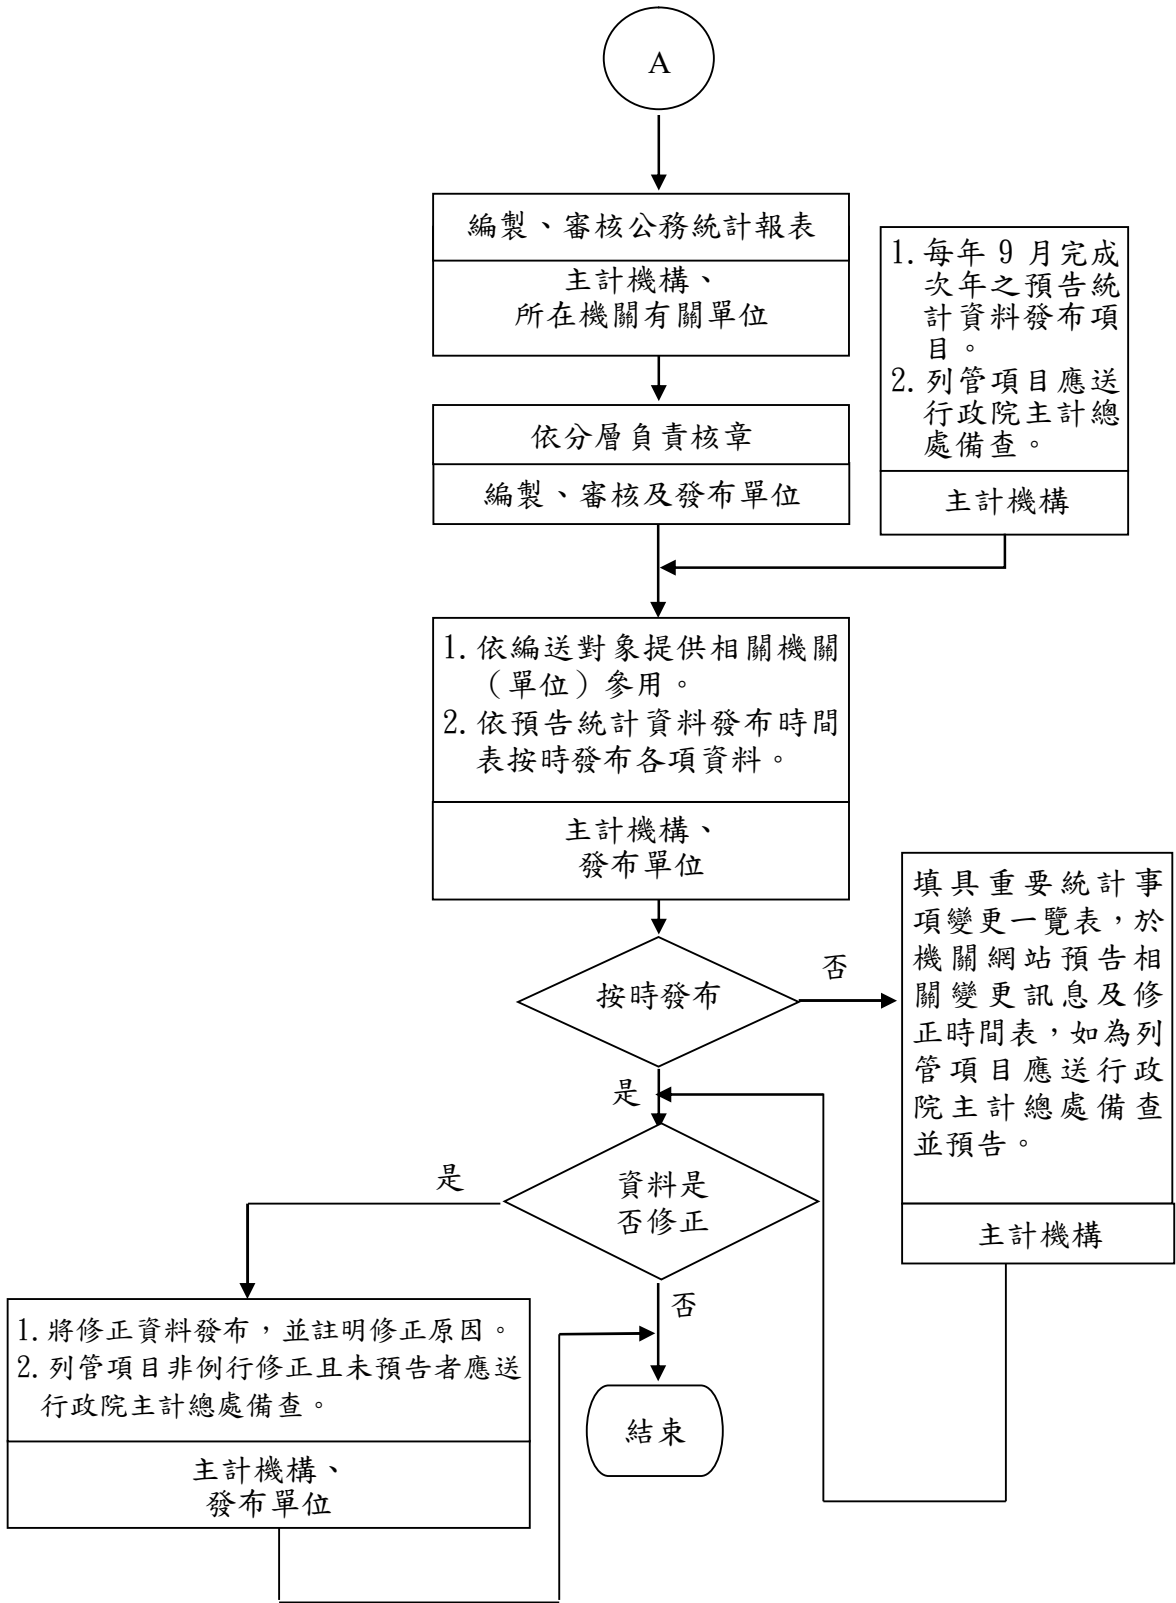 A
編製、審核公務統計報表
主計機構、
所在機關有關單位
1. 每年 9 月完成
次年之預告統
計資料發布項
目。
2. 列管項目應送
行政院主計總
處備查。
主計機構
依分層負責核章
編製、審核及發布單位
1. 依編送對象提供相關機關
（單位）參用。
2. 依預告統計資料發布時間
表按時發布各項資料。
主計機構、
發布單位
按時發布
否
填具重要統計事
項變更一覽表，於
機關網站預告相
關變更訊息及修
正時間表，如為列
管項目應送行政
院主計總處備查
並預告。
主計機構
是
資料是
否修正
是
否
1. 將修正資料發布，並註明修正原因。
2. 列管項目非例行修正且未預告者應送
行政院主計總處備查。
主計機構、
發布單位
結束